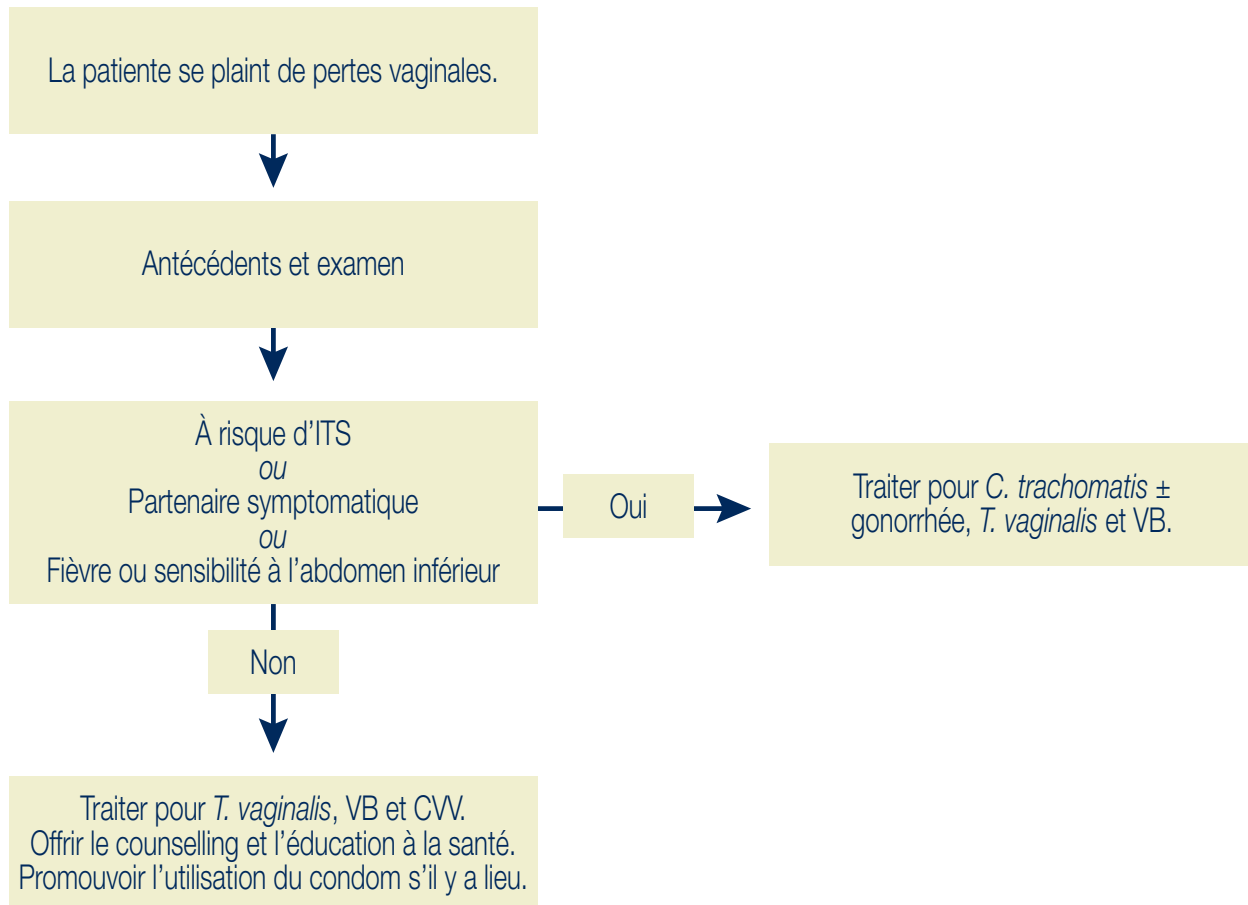 La patiente se plaint de pertes vaginales.
Antécédents et examen
À risque d’ITS
ou
Partenaire symptomatique
ou
Fièvre ou sensibilité à l’abdomen inférieur
Oui
Traiter pour C. trachomatis ±
gonorrhée, T. vaginalis et VB.
Non
Traiter pour T. vaginalis, VB et CVV.
Offrir le counselling et l’éducation à la santé.
Promouvoir l’utilisation du condom s’il y a lieu.